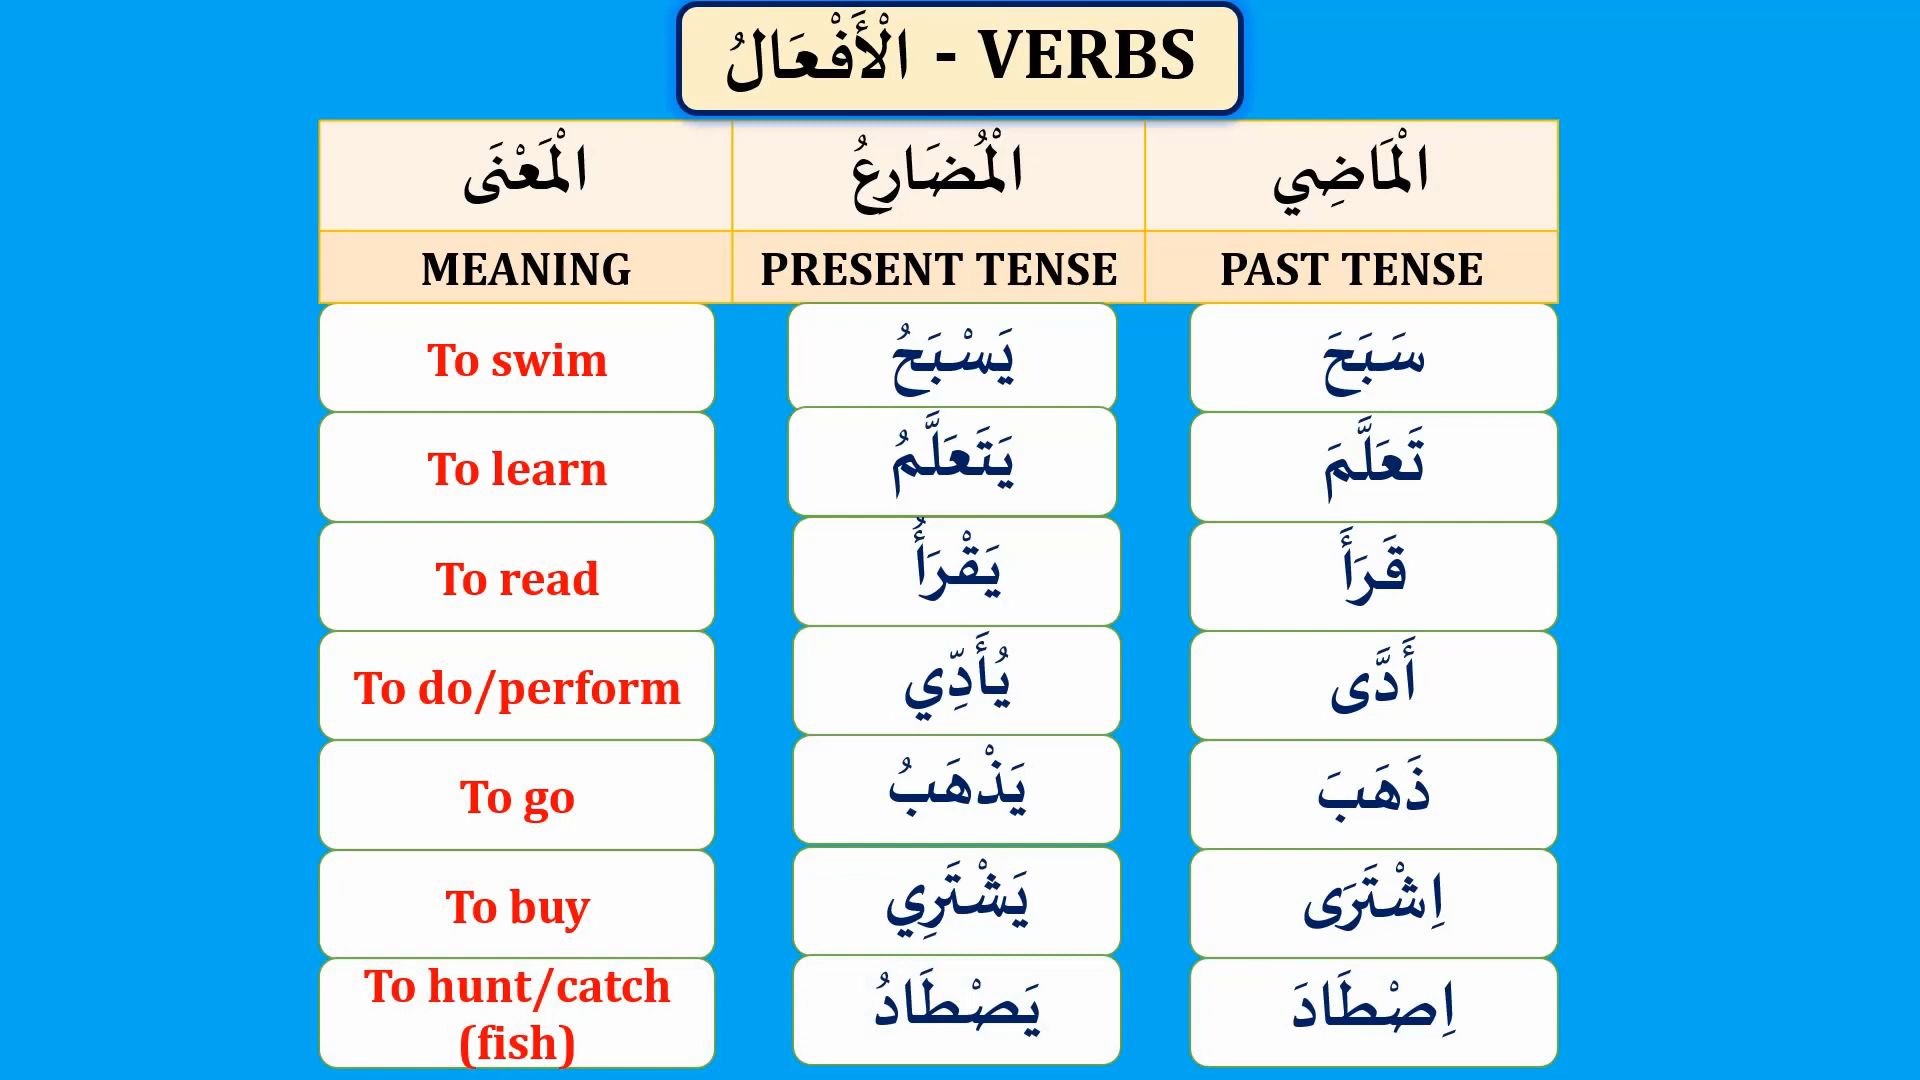 الْأَفْعَالُ - VERBS
الْمَعْنَى الْمُضَارِعُ الْمَاضِي
MEANING PRESENT TENSE PAST TENSE
To swim يَسْبَحُ سَبَحَ
To learn يَتَعَلَّمُ تَعَلَّمَ
To read يَقْرَأُ قَرَأَ
To do/perform يُأَدِّي أَدَّى
To go يَذْهَبُ ذَهَبَ
To buy يَشْتَرِي اِشْتَرَى
To hunt/catch
(fish) يَصْطَادُ اِصْطَادَ